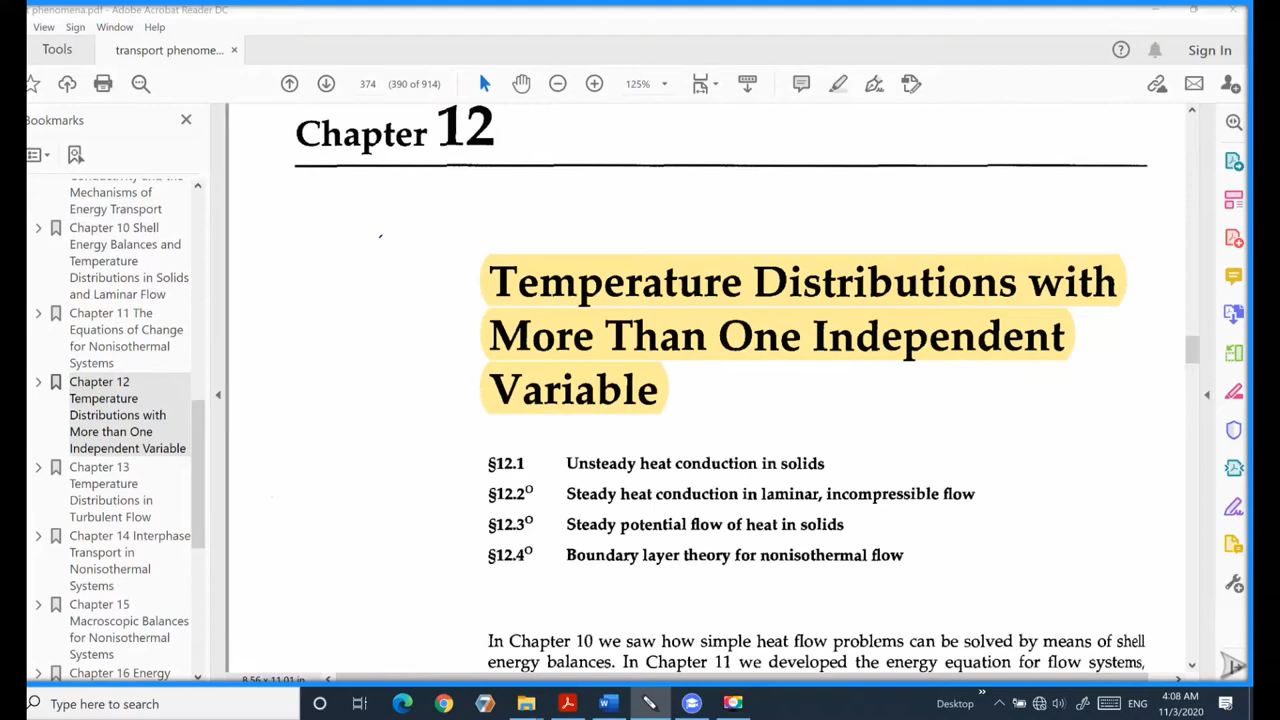 phenomena.pdf - Adobe Acrobat Reader DC
View Sign Window Help
Tools transport phenome... × Sign In
374 (390 of 914) 125%
Bookmarks
Mechanisms of
Energy Transport
Chapter 10 Shell
Energy Balances and
Temperature
Distributions in Solids
and Laminar Flow
Chapter 11 The
Equations of Change
for Nonisothermal
Systems
Chapter 12
Temperature
Distributions with
More than One
Independent Variable
Chapter 13
Temperature
Distributions in
Turbulent Flow
Chapter 14 Interphase
Transport in
Nonisothermal
Systems
Chapter 15
Macroscopic Balances
for Nonisothermal
Systems
Chapter 16 Energy
Chapter 12
Temperature Distributions with
More Than One Independent
Variable
§12.1 Unsteady heat conduction in solids
§12.2° Steady heat conduction in laminar, incompressible flow
§12.3° Steady potential flow of heat in solids
§12.4° Boundary layer theory for nonisothermal flow
In Chapter 10 we saw how simple heat flow problems can be solved by means of shell
energy balances. In Chapter 11 we developed the energy equation for flow systems,
8.56 x 11.01 in
Type here to search
Desktop
ENG
4:08 AM
11/3/2020